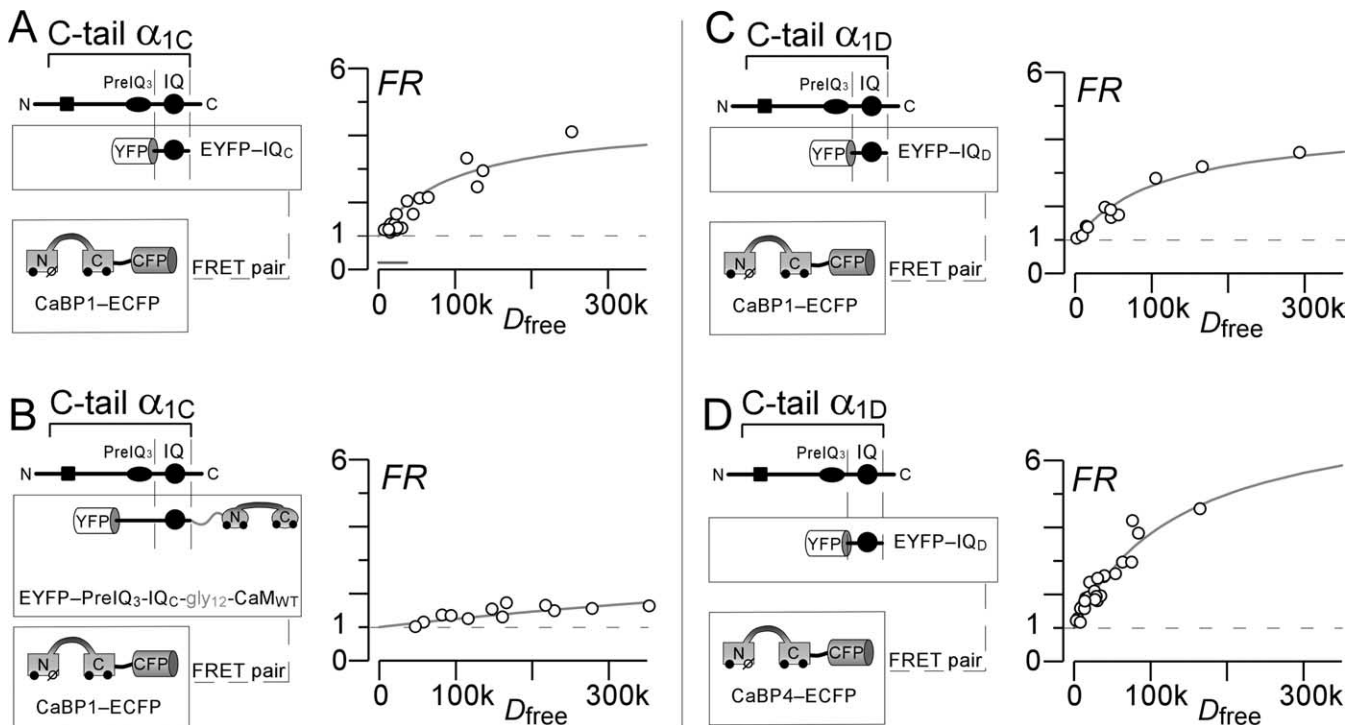 A
C-tail α1C
PreIQ3 IQ
N C
YFP EYFP–IQC
N C CFP
CaBP1–ECFP
FRET pair
6
FR
1
0
0 100k 300k
Dfree
B
C-tail α1C
PreIQ3 IQ
N C
YFP N C
EYFP–PreIQ3-IQC-gly12-CaMWT
N C CFP
CaBP1–ECFP
FRET pair
6
FR
1
0
0 100k 300k
Dfree
C
C-tail α1D
PreIQ3 IQ
N C
YFP EYFP–IQD
N C CFP
CaBP1–ECFP
FRET pair
6
FR
1
0
0 100k 300k
Dfree
D
C-tail α1D
PreIQ3 IQ
N C
YFP EYFP–IQD
N C CFP
CaBP4–ECFP
FRET pair
6
FR
1
0
0 100k 300k
Dfree